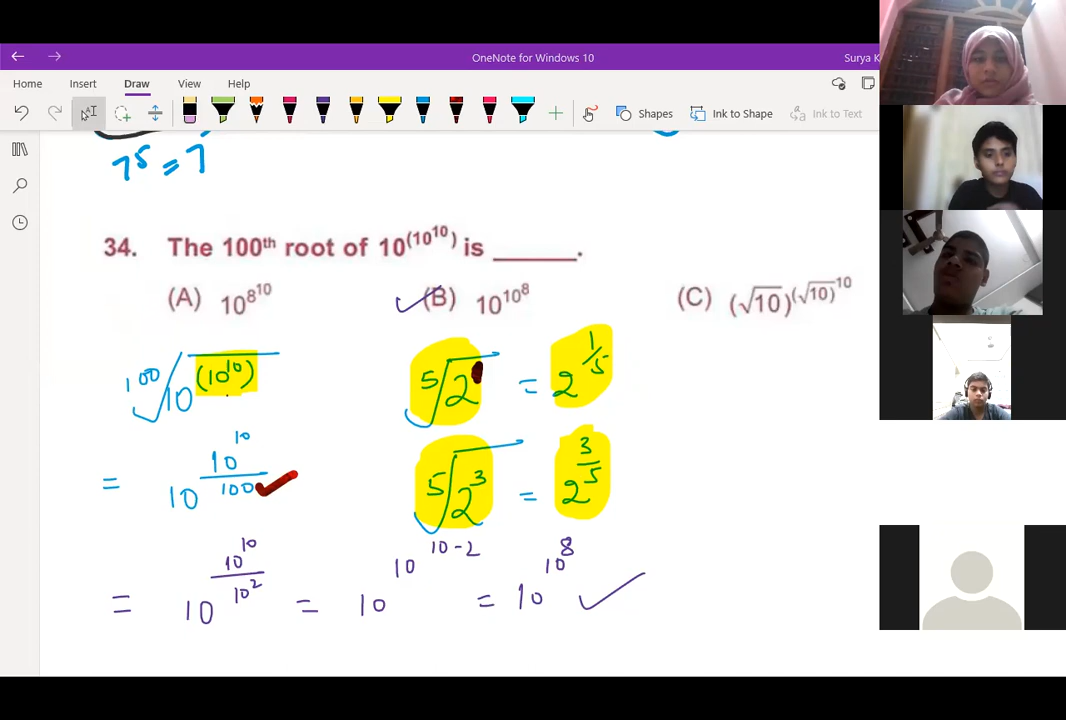 OneNote for Windows 10
Surya K
Home Insert Draw View Help
Shapes Ink to Shape Ink to Text
7⁵ = 7
34. The 100ᵗʰ root of 10^(10^10) is ______.
(A) 10^8^10 (B) 10^10^8 (C) (√10)^(√10)^10
¹⁰⁰√10^(10^10) ⁵√2 = 2^1/5
= 10^(10^10/100) ⁵√2³ = 2^3/5
= 10^(10^10/10²) = 10^10^10-2 = 10^10^8